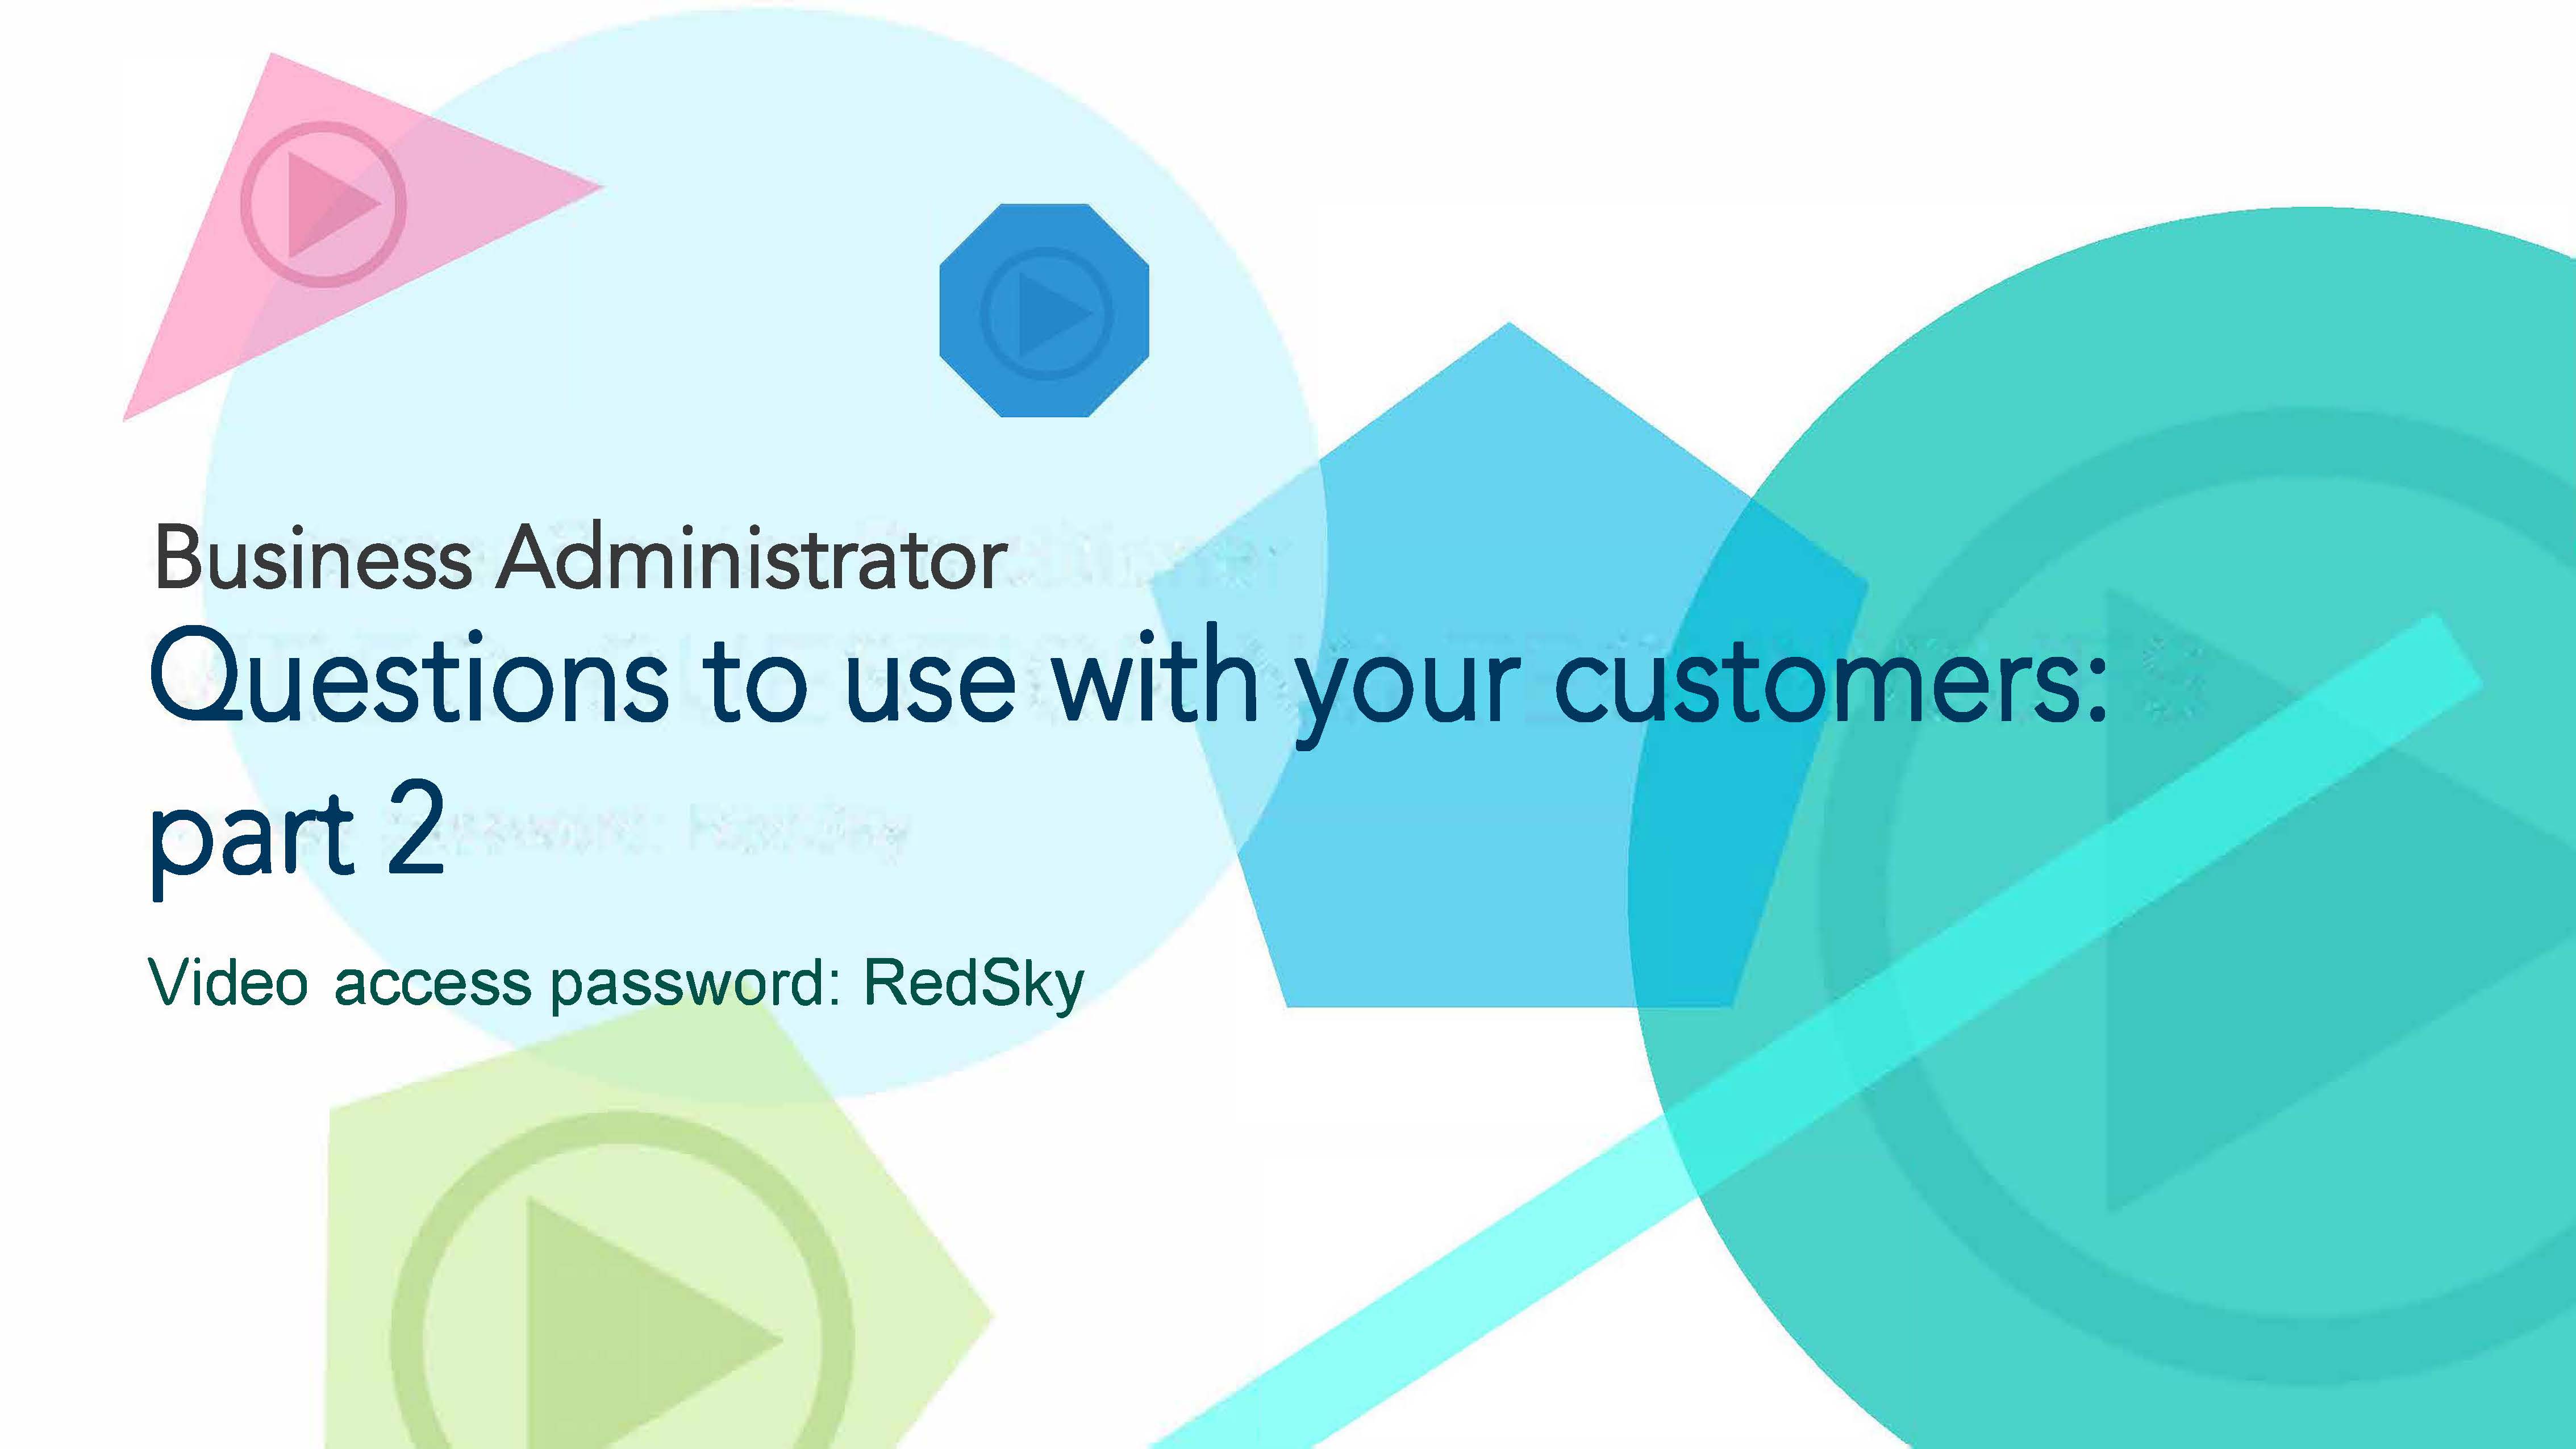 Business Administrator
Questions to use with your customers:
part 2
Video access password: RedSky